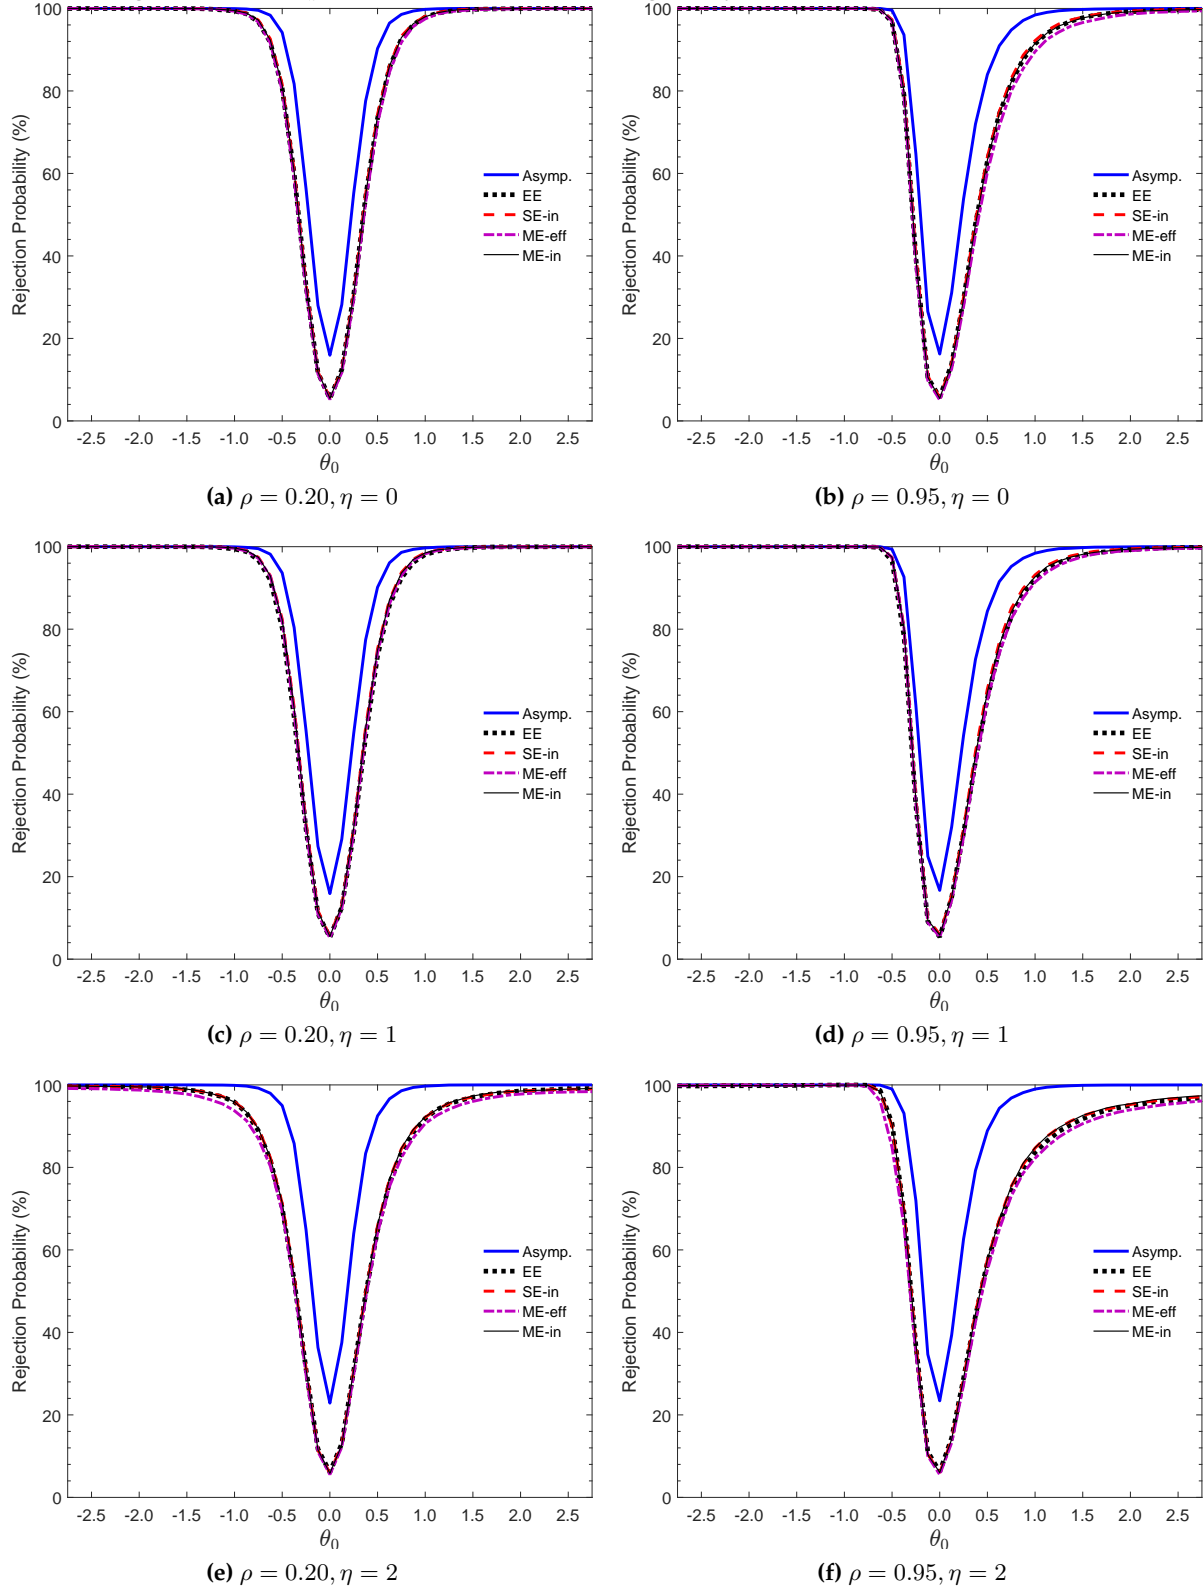 100
80
60
40
20
0
Rejection Probability (%)
Asymp.
EE
SE-in
ME-eff
ME-in
-2.5 -2.0 -1.5 -1.0 -0.5 0.0 0.5 1.0 1.5 2.0 2.5
θ₀
(a) ρ = 0.20, η = 0
100
80
60
40
20
0
Rejection Probability (%)
Asymp.
EE
SE-in
ME-eff
ME-in
-2.5 -2.0 -1.5 -1.0 -0.5 0.0 0.5 1.0 1.5 2.0 2.5
θ₀
(b) ρ = 0.95, η = 0
100
80
60
40
20
0
Rejection Probability (%)
Asymp.
EE
SE-in
ME-eff
ME-in
-2.5 -2.0 -1.5 -1.0 -0.5 0.0 0.5 1.0 1.5 2.0 2.5
θ₀
(c) ρ = 0.20, η = 1
100
80
60
40
20
0
Rejection Probability (%)
Asymp.
EE
SE-in
ME-eff
ME-in
-2.5 -2.0 -1.5 -1.0 -0.5 0.0 0.5 1.0 1.5 2.0 2.5
θ₀
(d) ρ = 0.95, η = 1
100
80
60
40
20
0
Rejection Probability (%)
Asymp.
EE
SE-in
ME-eff
ME-in
-2.5 -2.0 -1.5 -1.0 -0.5 0.0 0.5 1.0 1.5 2.0 2.5
θ₀
(e) ρ = 0.20, η = 2
100
80
60
40
20
0
Rejection Probability (%)
Asymp.
EE
SE-in
ME-eff
ME-in
-2.5 -2.0 -1.5 -1.0 -0.5 0.0 0.5 1.0 1.5 2.0 2.5
θ₀
(f) ρ = 0.95, η = 2